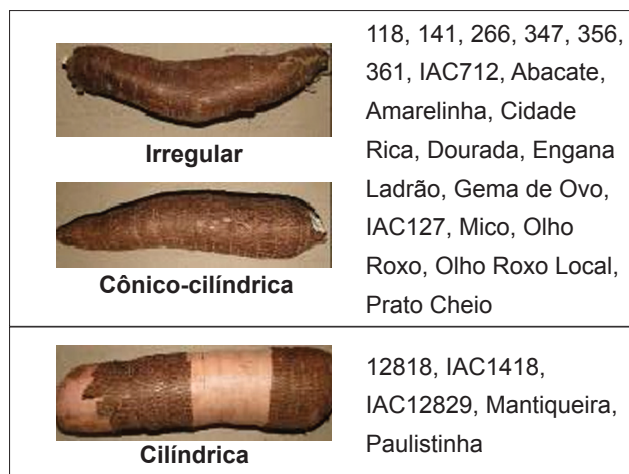 Irregular
Cônico-cilíndrica
118, 141, 266, 347, 356,
361, IAC712, Abacate,
Amarelinha, Cidade
Rica, Dourada, Engana
Ladrão, Gema de Ovo,
IAC127, Mico, Olho
Roxo, Olho Roxo Local,
Prato Cheio
Cilíndrica
12818, IAC1418,
IAC12829, Mantiqueira,
Paulistinha